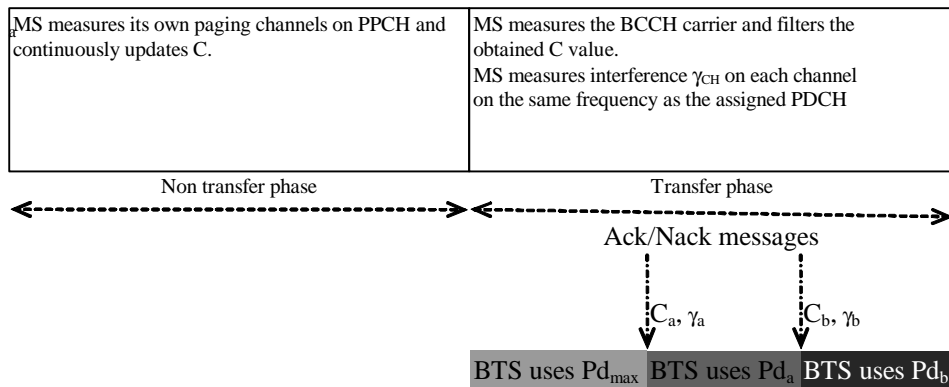 MS measures its own paging channels on PPCH and
a
continuously updates C.
MS measures the BCCH carrier and filters the
obtained C value.
MS measures interference γCH on each channel
on the same frequency as the assigned PDCH
Non transfer phase
Transfer phase
Ack/Nack messages
Ca, γa
Cb, γb
BTS uses Pdmax
BTS uses Pda
BTS uses Pdb